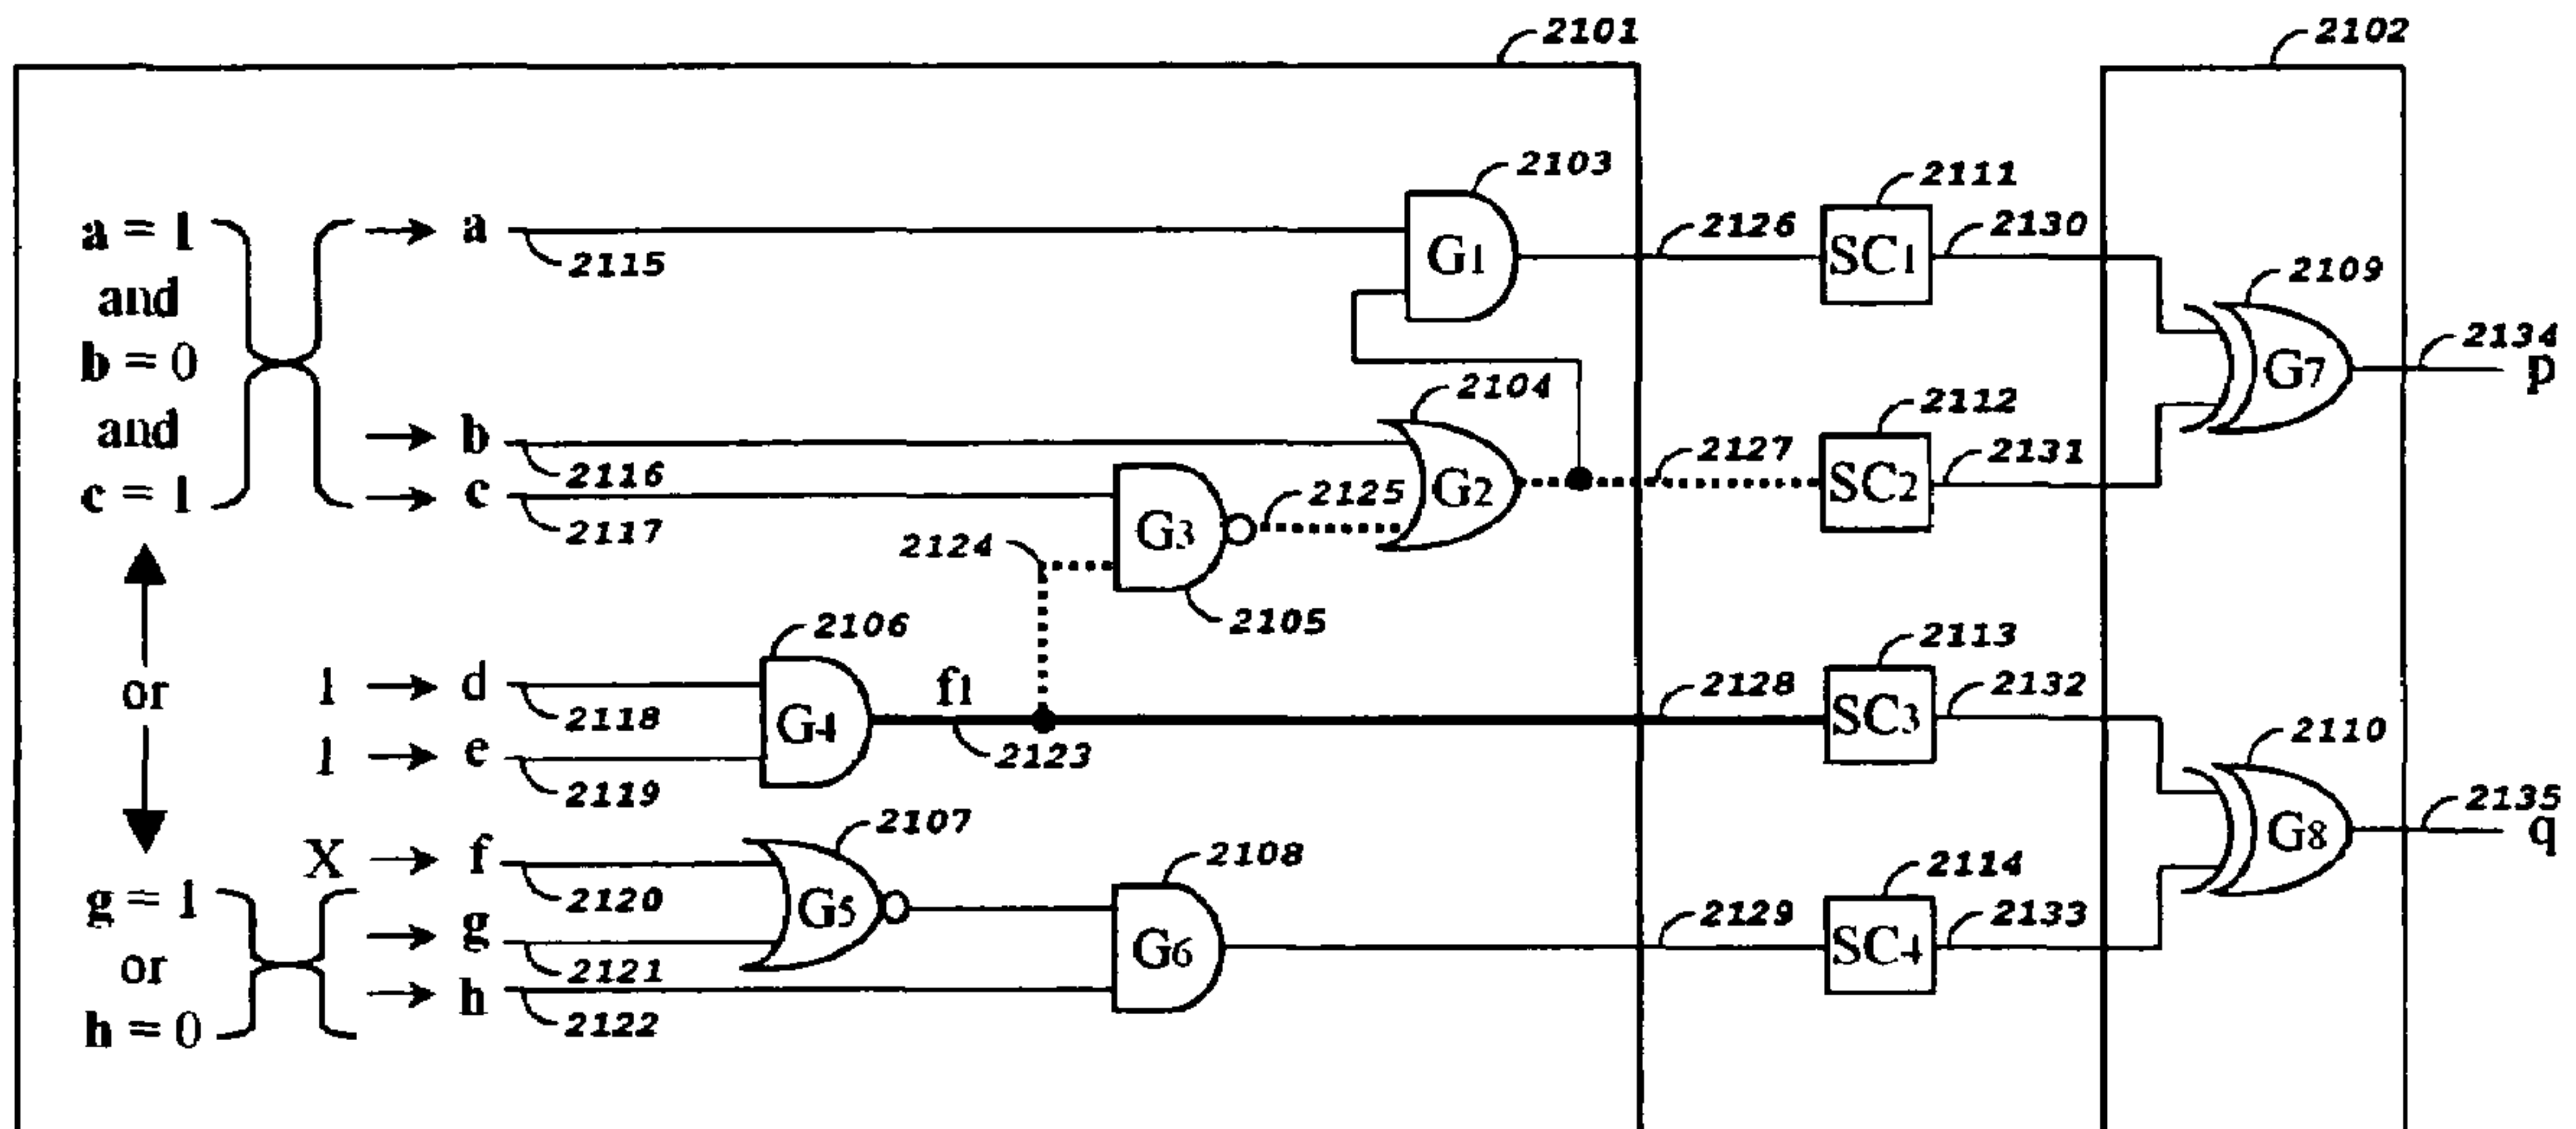 2101
2102
2103
2111
a = 1
a
2115
G1
2126
SC1
2130
2109
and
2134
p
G7
b = 0
2104
2112
and
b
2116
2127
2131
c = 1
c
2117
2125
G2
SC2
G3
2124
2105
2106
2113
or
1
d
2118
f1
2128
2132
G4
SC3
2110
1
e
2119
2123
2107
2135
q
G8
X
f
2120
2108
2114
g = 1
g
2121
G5
2129
2133
or
G6
SC4
h = 0
h
2122